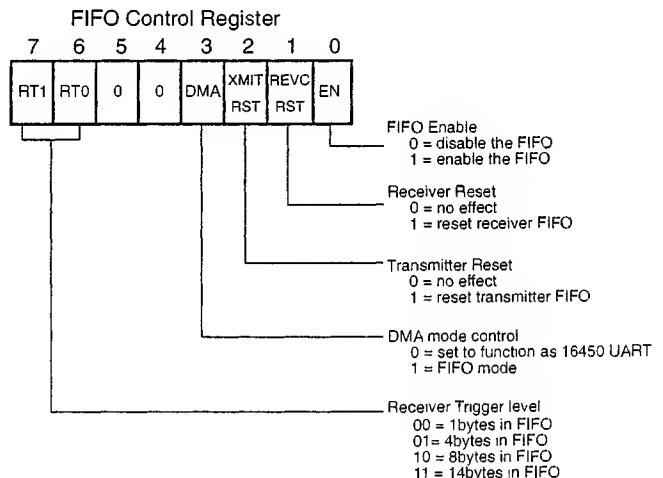 FIFO Control Register
7 6 5 4 3 2 1 0
RT1 RT0 0 0 DMA XMIT RST REVC RST EN
FIFO Enable
0 = disable the FIFO
1 = enable the FIFO
Receiver Reset
0 = no effect
1 = reset receiver FIFO
Transmitter Reset
0 = no effect
1 = reset transmitter FIFO
DMA mode control
0 = set to function as 16450 UART
1 = FIFO mode
Receiver Trigger level
00 = 1bytes in FIFO
01= 4bytes in FIFO
10 = 8bytes in FIFO
11 = 14bytes in FIFO